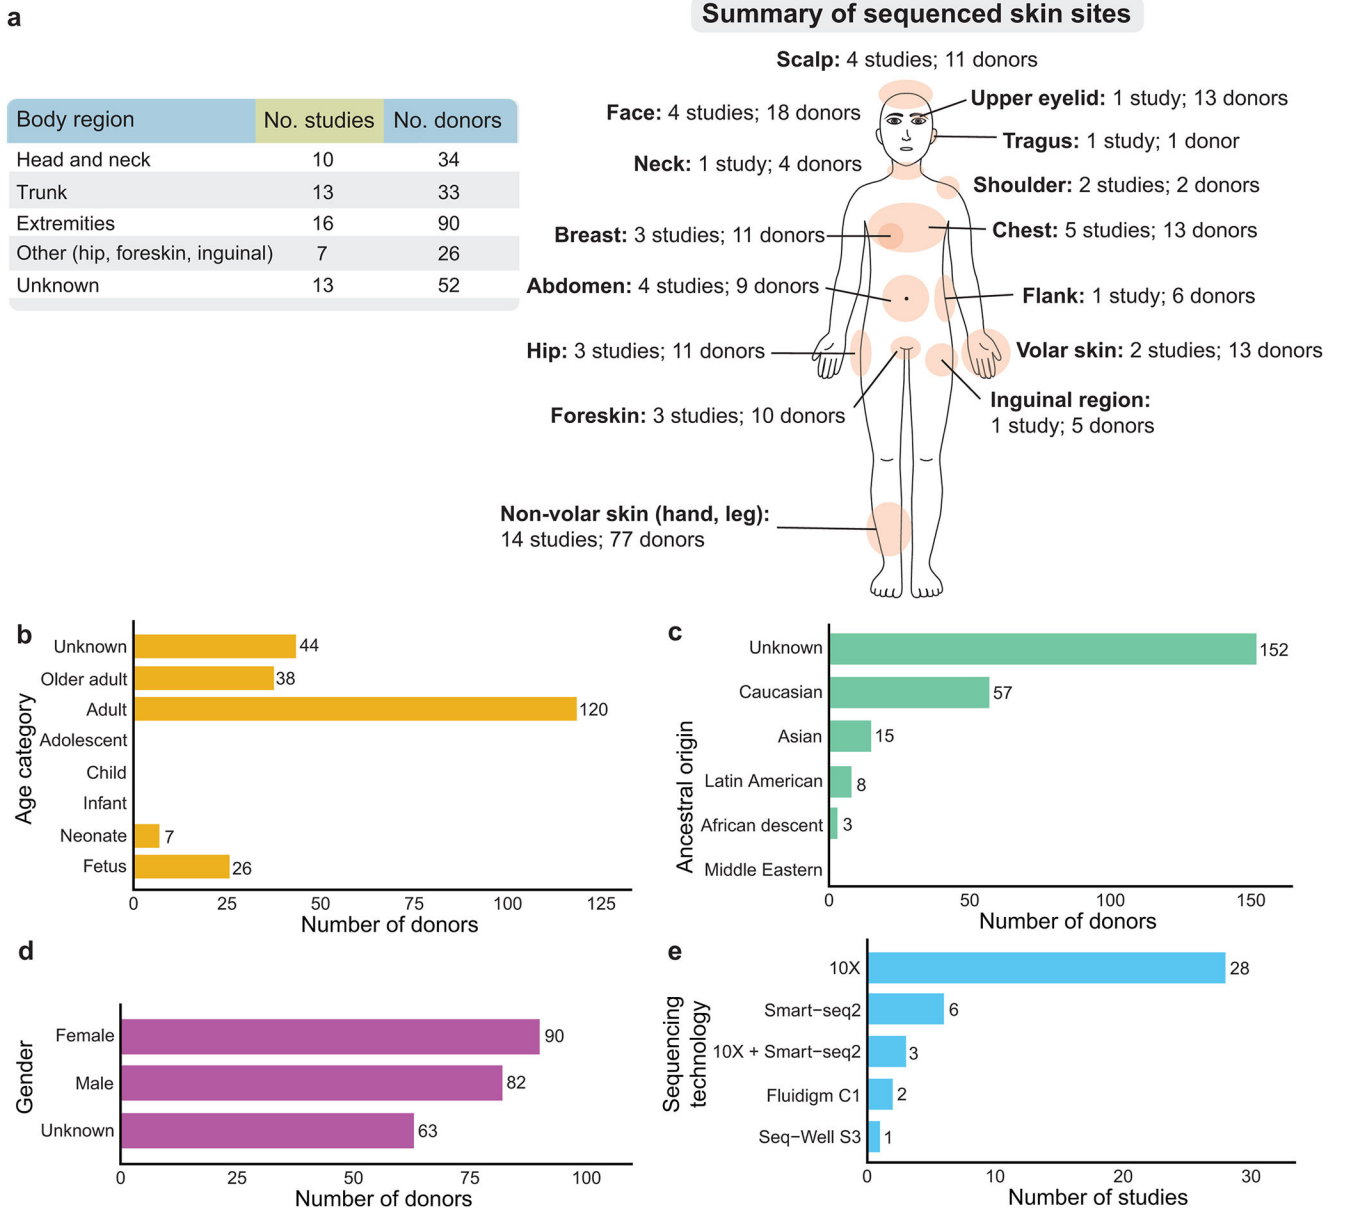 a
Summary of sequenced skin sites
Body region No. studies No. donors
Head and neck 10 34
Trunk 13 33
Extremities 16 90
Other (hip, foreskin, inguinal) 7 26
Unknown 13 52
Scalp: 4 studies; 11 donors
Face: 4 studies; 18 donors
Upper eyelid: 1 study; 13 donors
Tragus: 1 study; 1 donor
Neck: 1 study; 4 donors
Shoulder: 2 studies; 2 donors
Breast: 3 studies; 11 donors
Chest: 5 studies; 13 donors
Abdomen: 4 studies; 9 donors
Flank: 1 study; 6 donors
Hip: 3 studies; 11 donors
Volar skin: 2 studies; 13 donors
Foreskin: 3 studies; 10 donors
Inguinal region:
1 study; 5 donors
Non-volar skin (hand, leg):
14 studies; 77 donors
b
Age category
Unknown 44
Older adult 38
Adult 120
Adolescent
Child
Infant
Neonate 7
Fetus 26
0 25 50 75 100 125
Number of donors
c
Ancestral origin
Unknown 152
Caucasian 57
Asian 15
Latin American 8
African descent 3
Middle Eastern
0 50 100 150
Number of donors
d
Gender
Female 90
Male 82
Unknown 63
0 25 50 75 100
Number of donors
e
Sequencing
technology
10X 28
Smart−seq2 6
10X + Smart−seq2 3
Fluidigm C1 2
Seq−Well S3 1
0 10 20 30
Number of studies